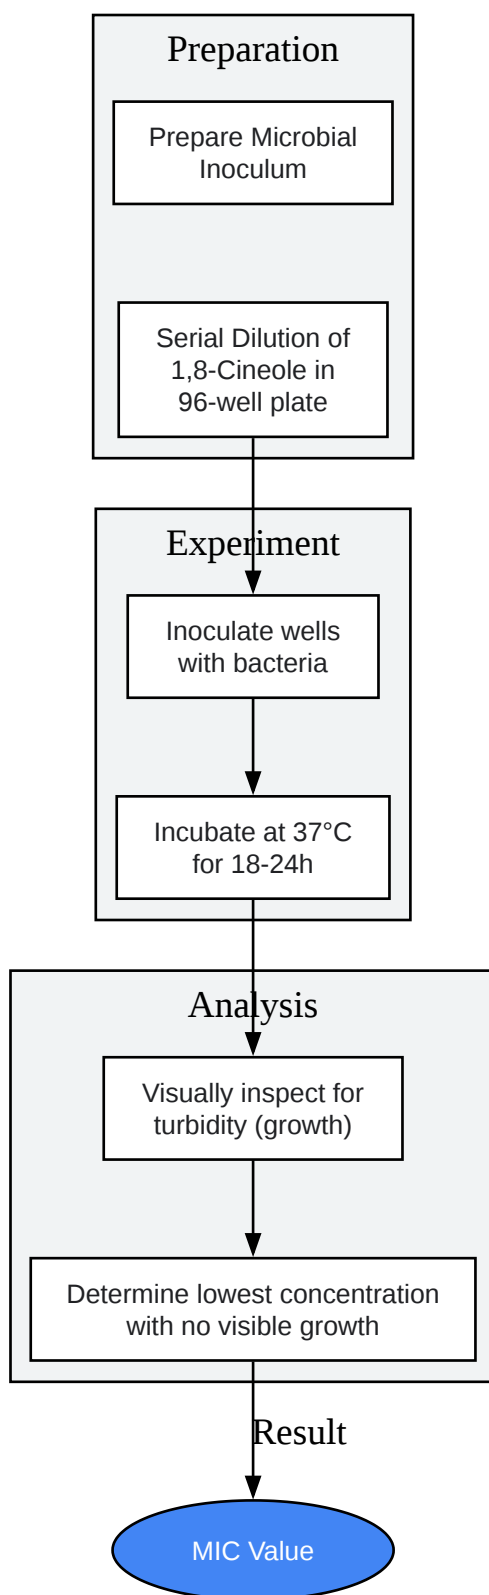 Preparation
Prepare Microbial
Inoculum
Serial Dilution of
1,8-Cineole in
96-well plate
Experiment
Inoculate wells
with bacteria
Incubate at 37°C
for 18-24h
Analysis
Visually inspect for
turbidity (growth)
Determine lowest concentration
with no visible growth
Result
MIC Value